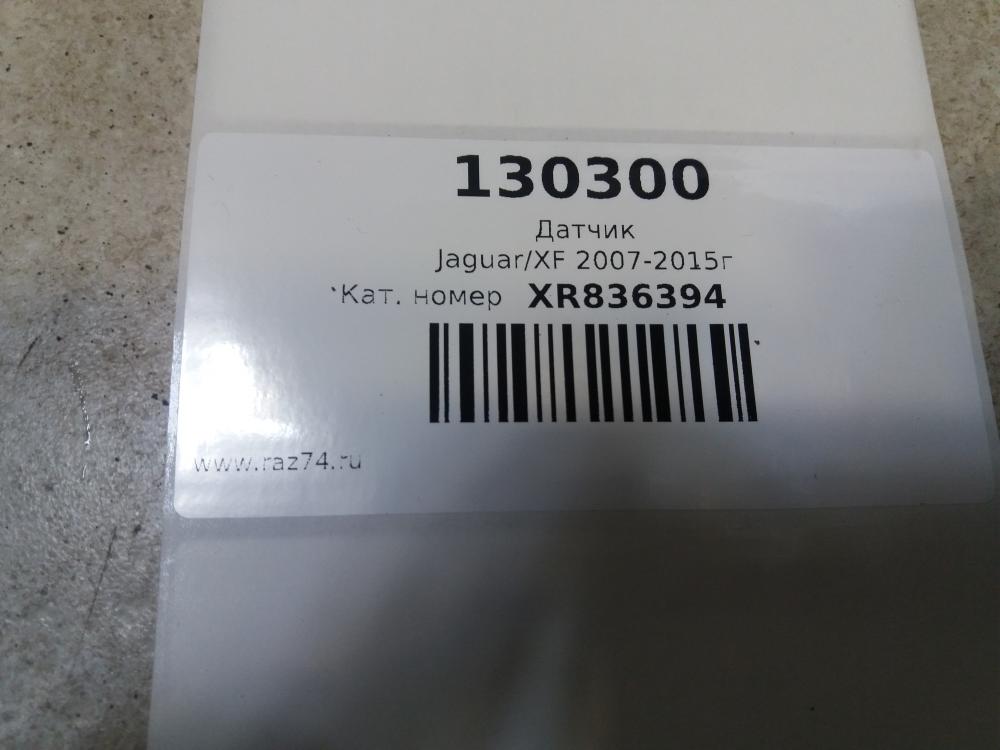 130300
Датчик
Jaguar/XF 2007-2015г
Кат. номер XR836394
www.raz74.ru